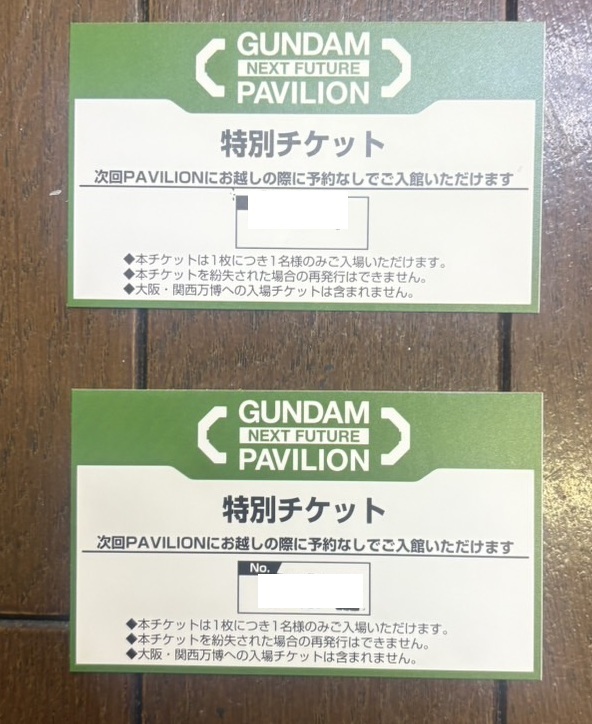 GUNDAM
NEXT FUTURE
PAVILION
特別チケット
次回PAVILIONにお越しの際に予約なしでご入館いただけます
◆本チケットは1枚につき1名様のみご入場いただけます。
◆本チケットを紛失された場合の再発行はできません。
◆大阪・関西万博への入場チケットは含まれません。
GUNDAM
NEXT FUTURE
PAVILION
特別チケット
次回PAVILIONにお越しの際に予約なしでご入館いただけます
No.
◆本チケットは1枚につき1名様のみご入場いただけます。
◆本チケットを紛失された場合の再発行はできません。
◆大阪・関西万博への入場チケットは含まれません。